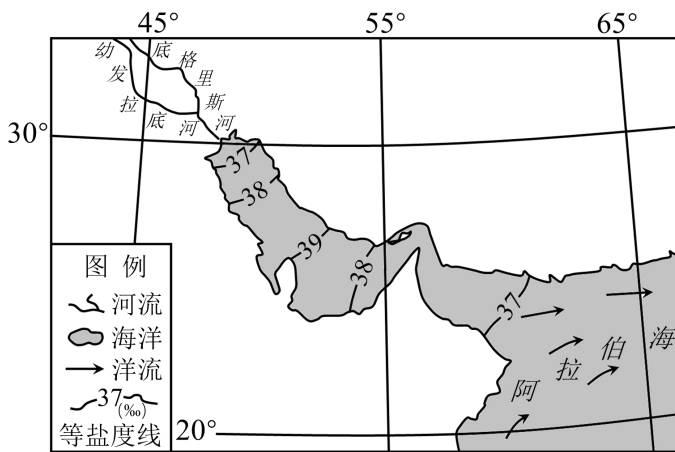 45° 55° 65°
幼发拉底河
底格里斯河
30°
37
38
39
38
37
阿拉伯海
20°
图 例
河流
海洋
洋流
37(‰)
等盐度线